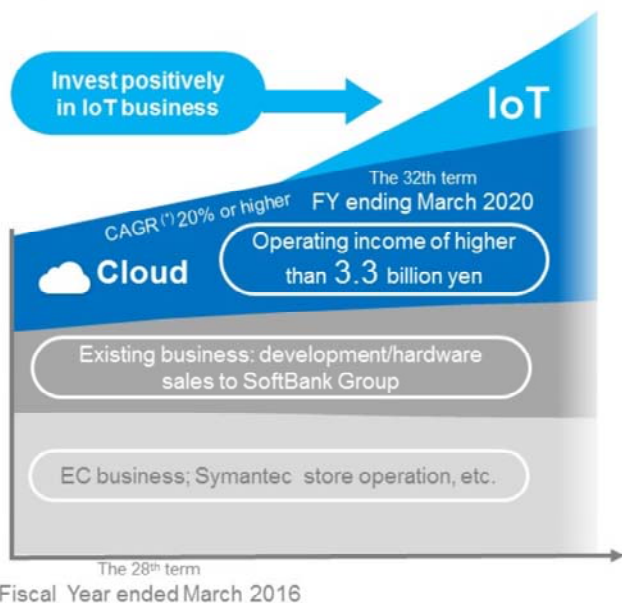 Invest positively
in IoT business
IoT
The 32th term
CAGR(*) 20% or higher
FY ending March 2020
Operating income of higher
than 3.3 billion yen
Cloud
Existing business: development/hardware
sales to SoftBank Group
EC business; Symantec store operation, etc.
The 28th term
Fiscal Year ended March 2016